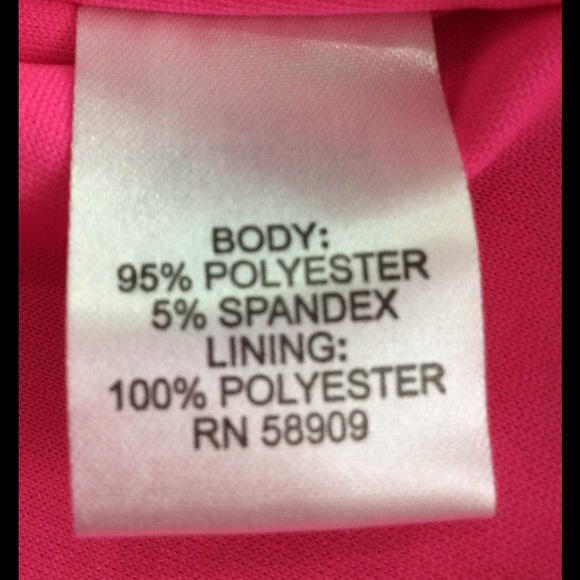 BODY:
95% POLYESTER
5% SPANDEX
LINING:
100% POLYESTER
RN 58909